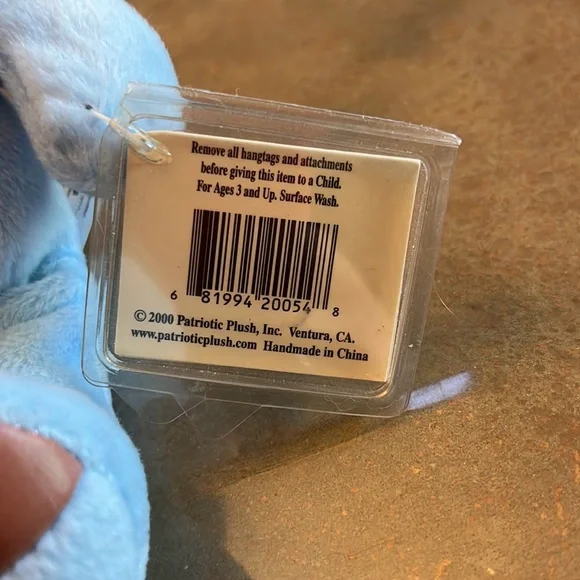 Remove all hangtags and attachments
before giving this item to a Child.
For Ages 3 and Up. Surface Wash.
6 81994 20054 8
© 2000 Patriotic Plush, Inc. Ventura, CA.
www.patrioticplush.com Handmade in China